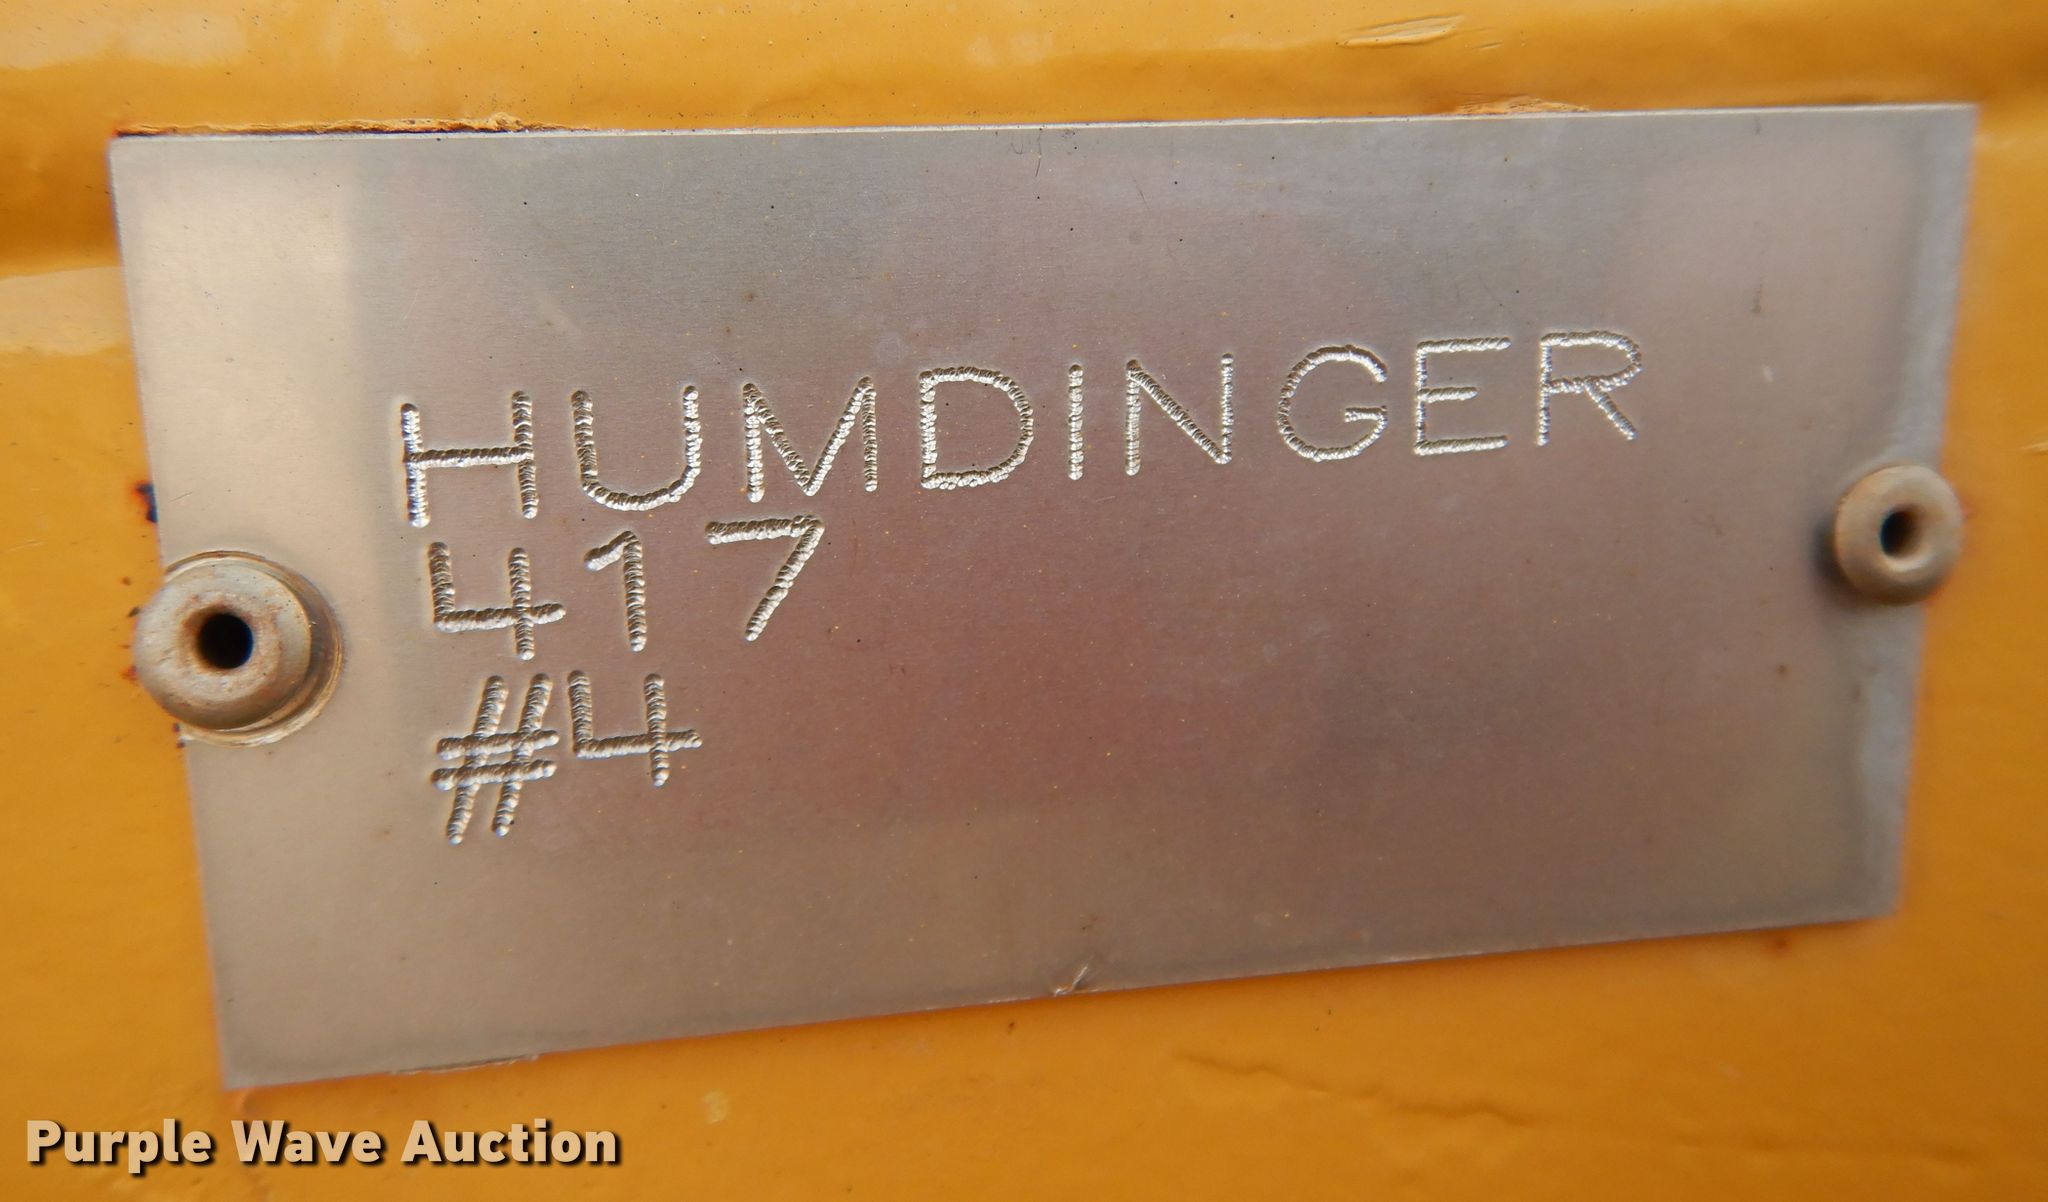 HUMDINGER
417
#4
Purple Wave Auction